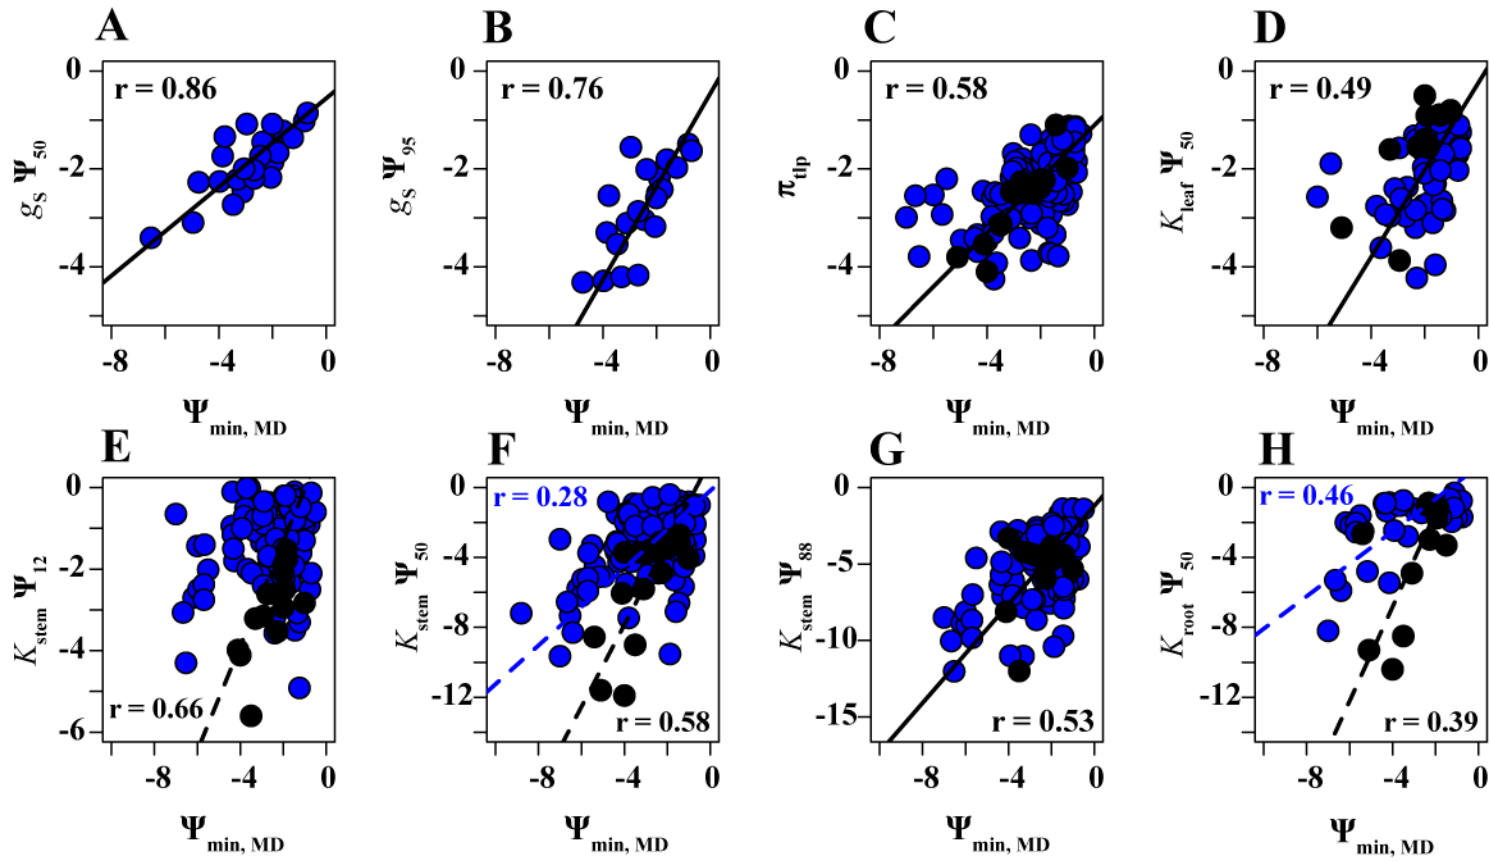 A
r = 0.86
0
-2
-4
gS Ψ50
-8 -4 0
Ψmin, MD
B
r = 0.76
0
-2
-4
gS Ψ95
-8 -4 0
Ψmin, MD
C
r = 0.58
0
-2
-4
πtlp
-8 -4 0
Ψmin, MD
D
r = 0.49
0
-2
-4
Kleaf Ψ50
-8 -4 0
Ψmin, MD
E
0
-2
-4
-6
Kstem Ψ12
r = 0.66
-8 -4 0
Ψmin, MD
F
r = 0.28
0
-4
-8
-12
Kstem Ψ50
r = 0.58
-8 -4 0
Ψmin, MD
G
0
-5
-10
-15
Kstem Ψ88
r = 0.53
-8 -4 0
Ψmin, MD
H
r = 0.46
0
-4
-8
-12
Kroot Ψ50
r = 0.39
-8 -4 0
Ψmin, MD